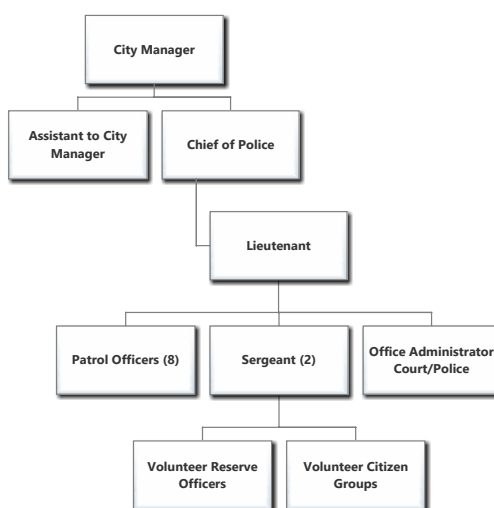 City Manager
Assistant to City
Manager
Chief of Police
Lieutenant
Patrol Officers (8)
Sergeant (2)
Office Administrator
Court/Police
Volunteer Reserve
Officers
Volunteer Citizen
Groups